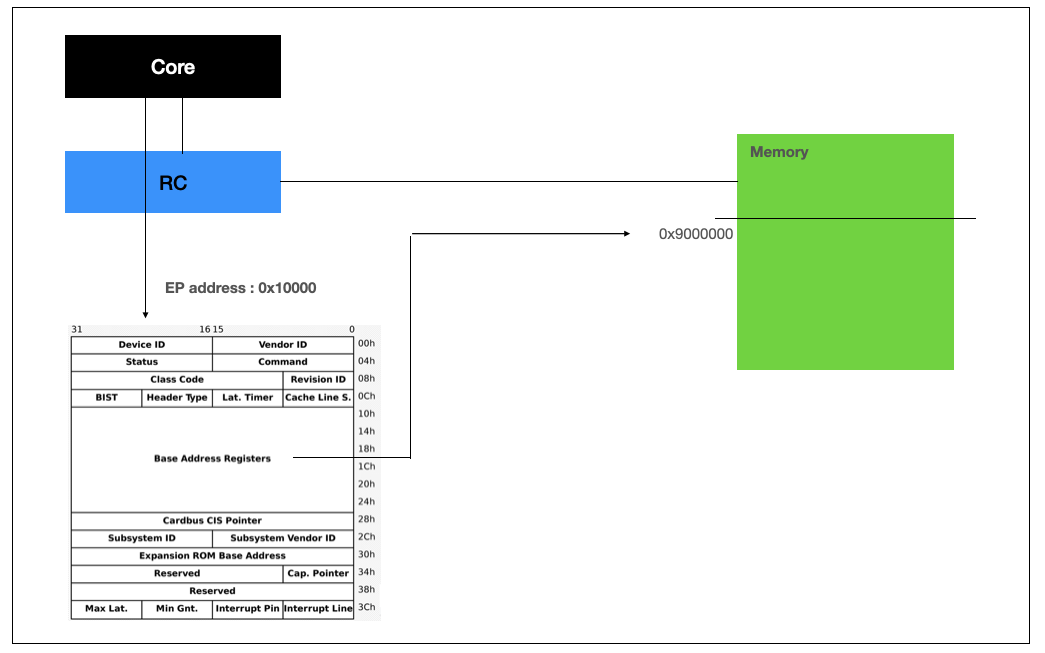 Core
Memory
RC
0x9000000
EP address : 0x10000
31 16 15 0
Device ID Vendor ID 00h
Status Command 04h
Class Code Revision ID 08h
BIST Header Type Lat. Timer Cache Line S. 0Ch
10h
14h
18h
Base Address Registers
1Ch
20h
24h
Cardbus CIS Pointer 28h
Subsystem ID Subsystem Vendor ID 2Ch
Expansion ROM Base Address 30h
Reserved Cap. Pointer 34h
Reserved 38h
Max Lat. Min Gnt. Interrupt Pin Interrupt Line 3Ch